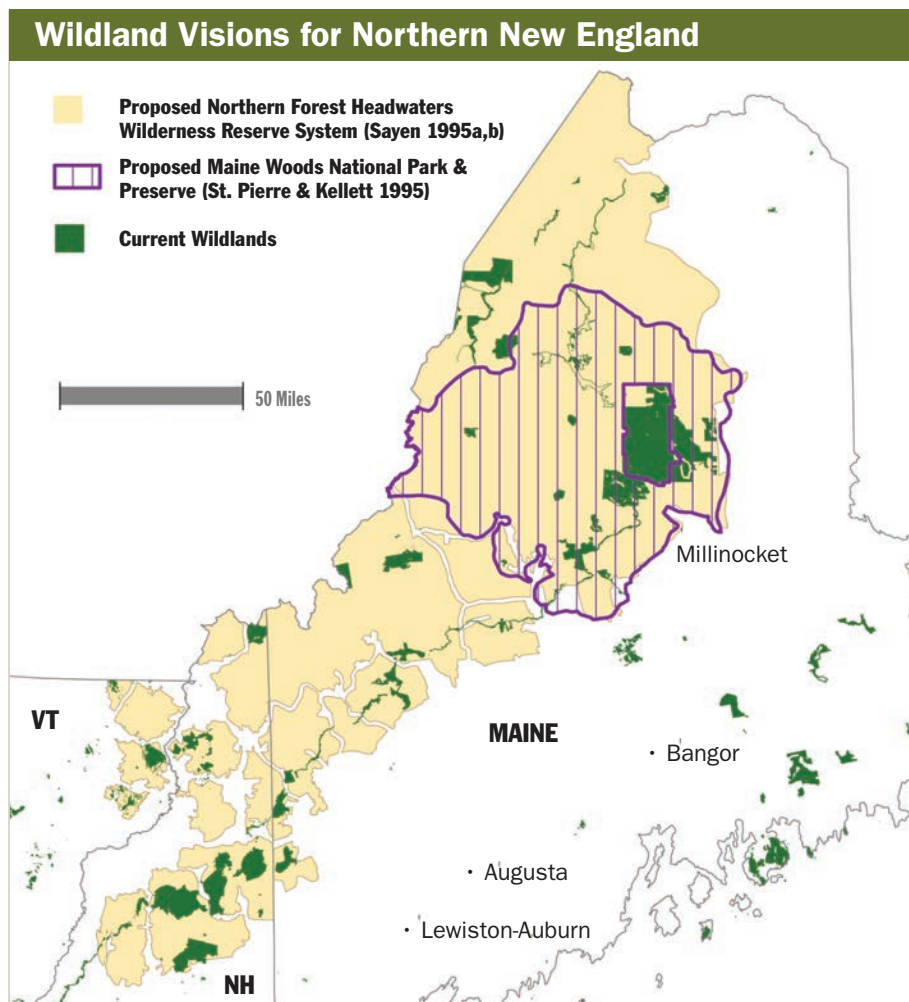 Wildland Visions for Northern New England
Proposed Northern Forest Headwaters
Wilderness Reserve System (Sayen 1995a,b)
Proposed Maine Woods National Park &
Preserve (St. Pierre & Kellett 1995)
Current Wildlands
50 Miles
Millinocket
VT
MAINE
· Bangor
· Augusta
· Lewiston-Auburn
NH